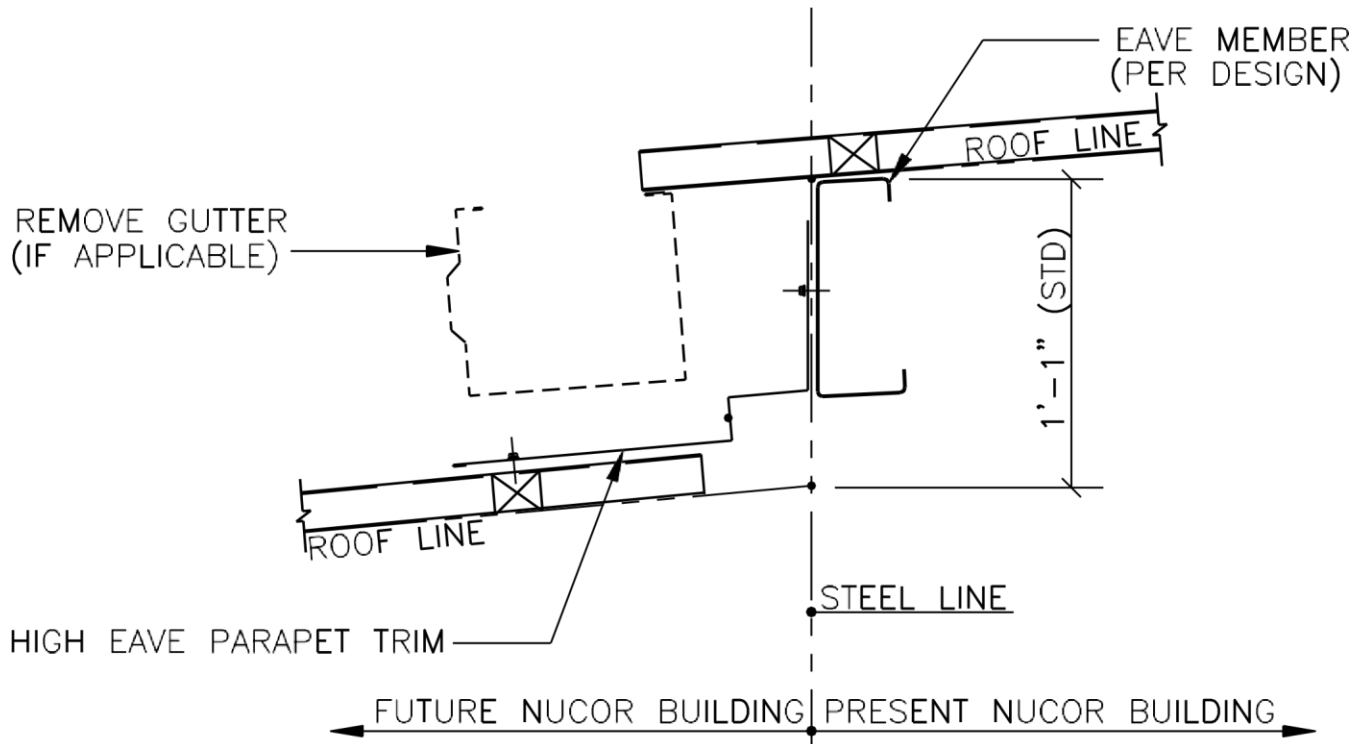 EAVE MEMBER
(PER DESIGN)
ROOF LINE
REMOVE GUTTER
(IF APPLICABLE)
1'-1" (STD)
ROOF LINE
STEEL LINE
HIGH EAVE PARAPET TRIM
FUTURE NUCOR BUILDING
PRESENT NUCOR BUILDING